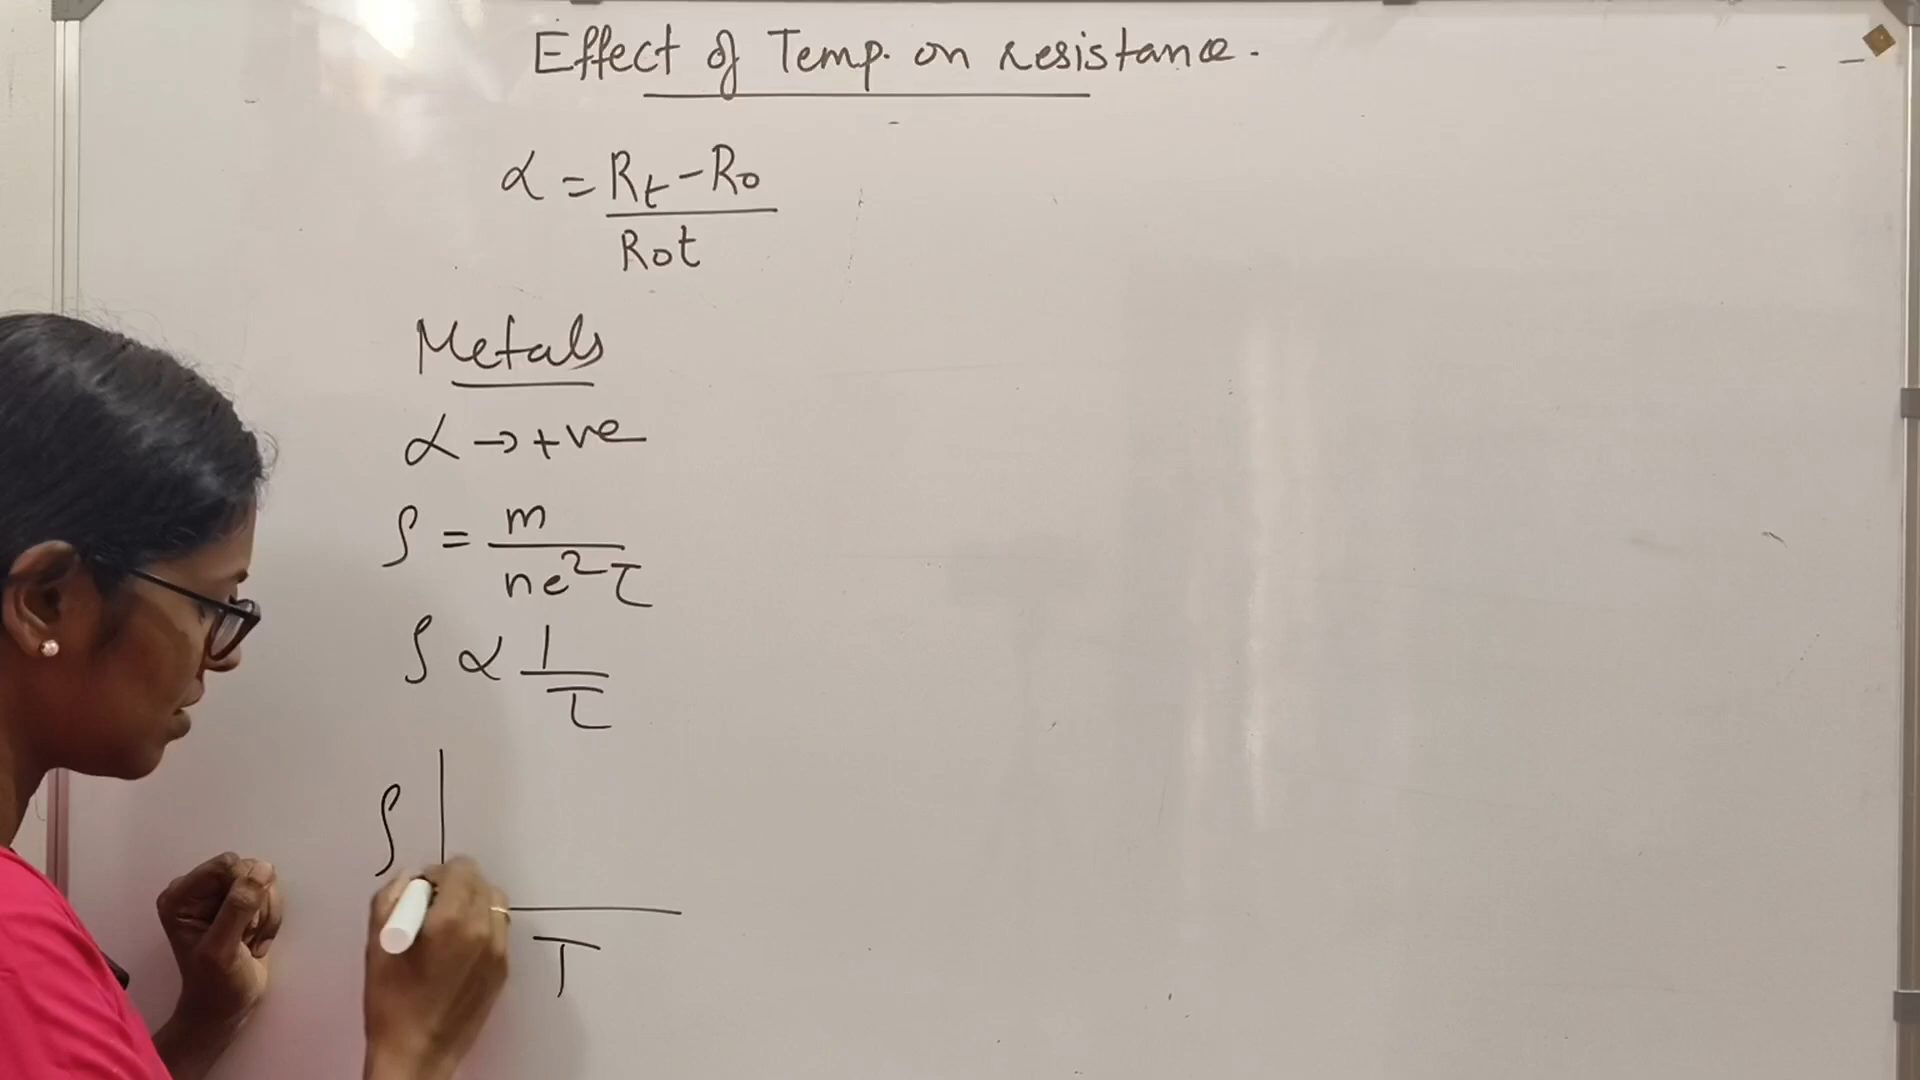 Effect of Temp. on resistance.
α = Rt - Ro
Rot
Metals
α → +ve
ρ = m
ne²τ
ρ α 1
τ
ρ
T